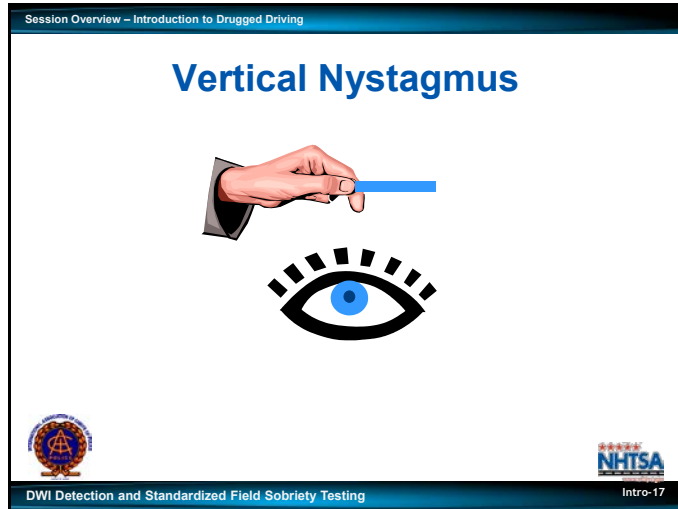 Session Overview – Introduction to Drugged Driving
Vertical Nystagmus
NHTSA
DWI Detection and Standardized Field Sobriety Testing
Intro-17